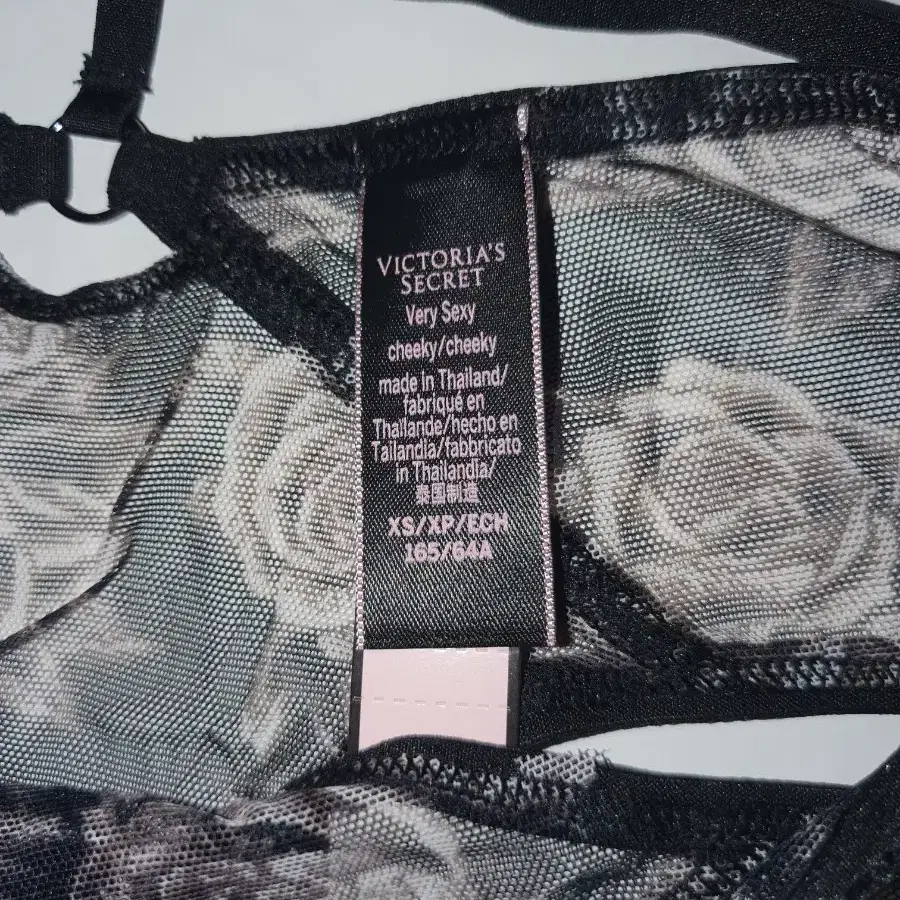 VICTORIA'S
SECRET
Very Sexy
cheeky/cheeky
made in Thailand/
fabriqué en
Thaïlande/hecho en
Tailandia/fabbricato
in Thailandia/
泰国制造
XS/XP/ECH
165/64A